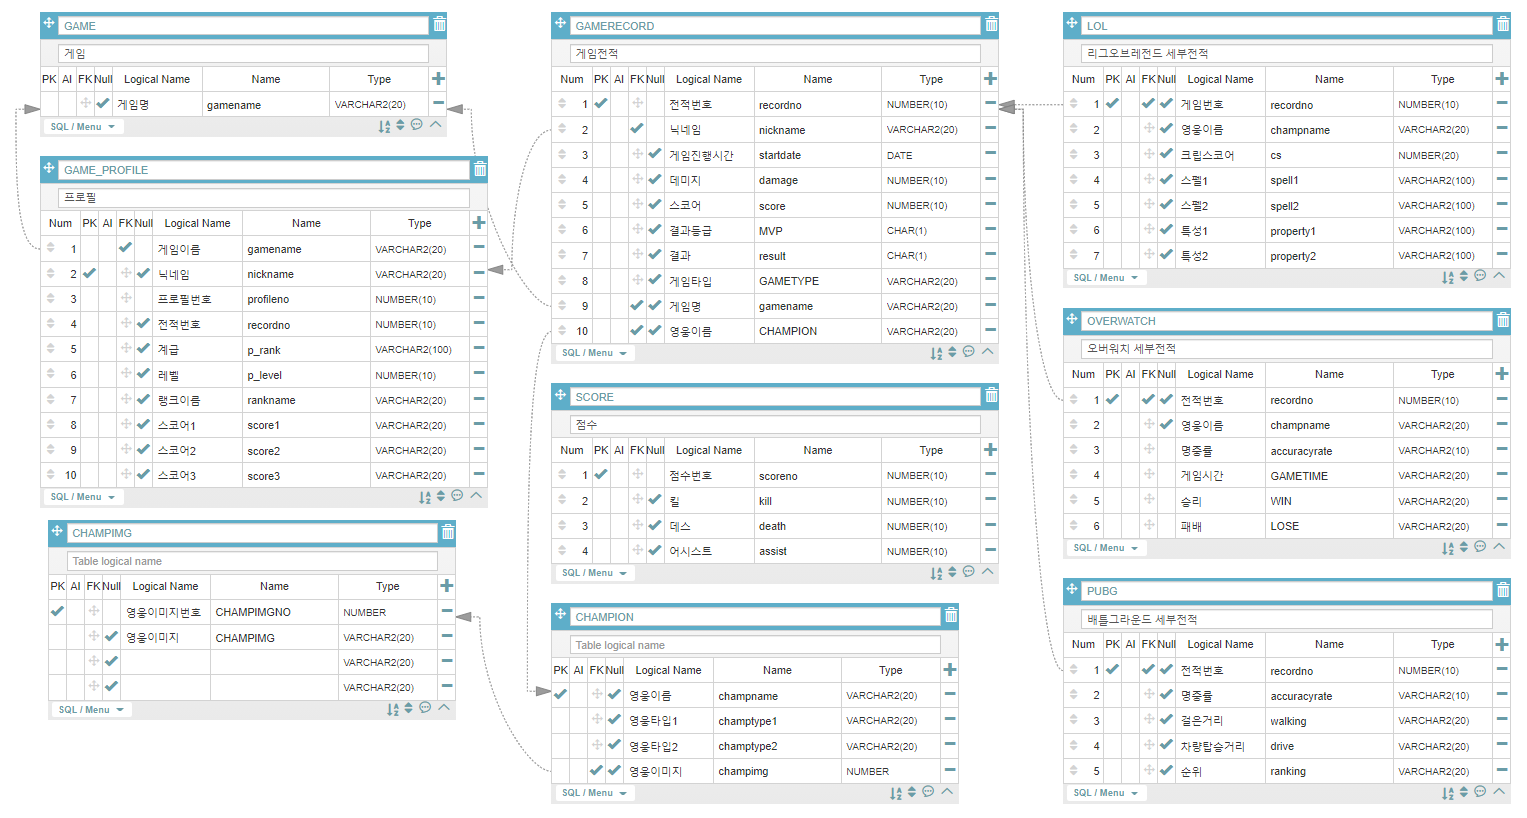 GAME
게임
PK AI FK Null Logical Name Name Type
게임명 gamename VARCHAR2(20)
SQL / Menu
GAME_PROFILE
프로필
Num PK AI FK Null Logical Name Name Type
1 게임이름 gamename VARCHAR2(20)
2 닉네임 nickname VARCHAR2(20)
3 프로필번호 profileno NUMBER(10)
4 전적번호 recordno NUMBER(10)
5 계급 p_rank VARCHAR2(100)
6 레벨 p_level NUMBER(10)
7 랭크이름 rankname VARCHAR2(20)
8 스코어1 score1 VARCHAR2(20)
9 스코어2 score2 VARCHAR2(20)
10 스코어3 score3 VARCHAR2(20)
SQL / Menu
CHAMPIMG
Table logical name
PK AI FK Null Logical Name Name Type
영웅이미지번호 CHAMPIMGNO NUMBER
영웅이미지 CHAMPIMG VARCHAR2(20)
VARCHAR2(20)
VARCHAR2(20)
SQL / Menu
GAMERECORD
게임전적
Num PK AI FK Null Logical Name Name Type
1 전적번호 recordno NUMBER(10)
2 닉네임 nickname VARCHAR2(20)
3 게임진행시간 startdate DATE
4 데미지 damage NUMBER(10)
5 스코어 score NUMBER(10)
6 결과등급 MVP CHAR(1)
7 결과 result CHAR(1)
8 게임타입 GAMETYPE VARCHAR2(20)
9 게임명 gamename VARCHAR2(20)
10 영웅이름 CHAMPION VARCHAR2(20)
SQL / Menu
SCORE
점수
Num PK AI FK Null Logical Name Name Type
1 점수번호 scoreno NUMBER(10)
2 킬 kill NUMBER(10)
3 데스 death NUMBER(10)
4 어시스트 assist NUMBER(10)
SQL / Menu
CHAMPION
Table logical name
PK AI FK Null Logical Name Name Type
영웅이름 champname VARCHAR2(20)
영웅타입1 champtype1 VARCHAR2(20)
영웅타입2 champtype2 VARCHAR2(20)
영웅이미지 champimg NUMBER
SQL / Menu
LOL
리그오브레전드 세부전적
Num PK AI FK Null Logical Name Name Type
1 게임번호 recordno NUMBER(10)
2 영웅이름 champname VARCHAR2(20)
3 크립스코어 cs NUMBER(20)
4 스펠1 spell1 VARCHAR2(100)
5 스펠2 spell2 VARCHAR2(100)
6 특성1 property1 VARCHAR2(100)
7 특성2 property2 VARCHAR2(100)
SQL / Menu
OVERWATCH
오버워치 세부전적
Num PK AI FK Null Logical Name Name Type
1 전적번호 recordno NUMBER(10)
2 영웅이름 champname VARCHAR2(20)
3 명중률 accuracyrate VARCHAR2(10)
4 게임시간 GAMETIME VARCHAR2(20)
5 승리 WIN VARCHAR2(20)
6 패배 LOSE VARCHAR2(20)
SQL / Menu
PUBG
배틀그라운드 세부전적
Num PK AI FK Null Logical Name Name Type
1 전적번호 recordno NUMBER(10)
2 명중률 accuracyrate VARCHAR2(10)
3 걸은거리 walking VARCHAR2(20)
4 차량탑승거리 drive VARCHAR2(20)
5 순위 ranking VARCHAR2(20)
SQL / Menu